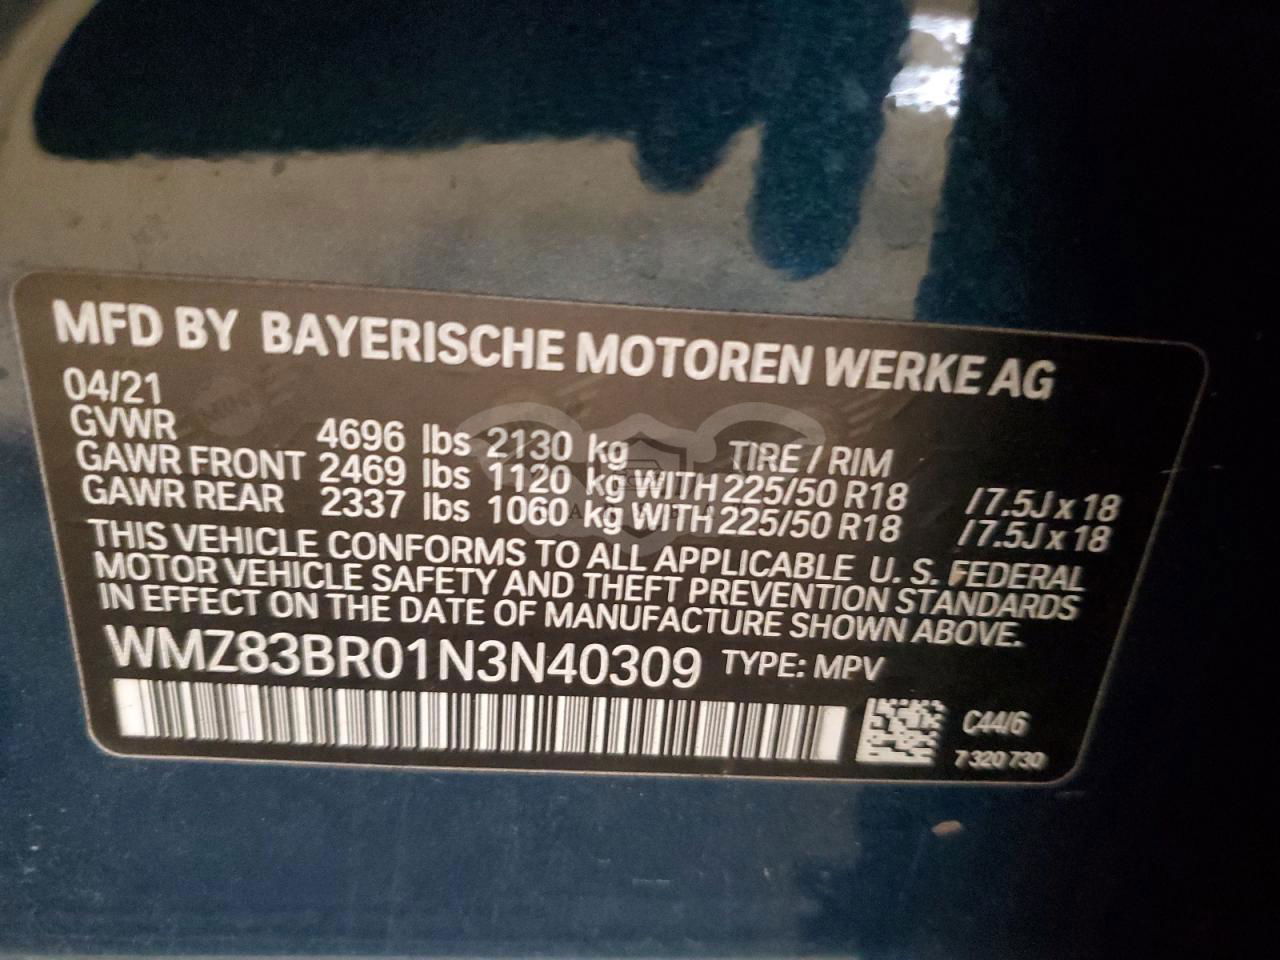 MFD BY BAYERISCHE MOTOREN WERKE AG
04/21
GVWR 4696 lbs 2130 kg TIRE / RIM
GAWR FRONT 2469 lbs 1120 kg WITH 225/50 R18 /7.5J x 18
GAWR REAR 2337 lbs 1060 kg WITH 225/50 R18 /7.5J x 18
THIS VEHICLE CONFORMS TO ALL APPLICABLE U. S. FEDERAL
MOTOR VEHICLE SAFETY AND THEFT PREVENTION STANDARDS
IN EFFECT ON THE DATE OF MANUFACTURE SHOWN ABOVE.
WMZ83BR01N3N40309 TYPE: MPV
C44/6
7 320 730